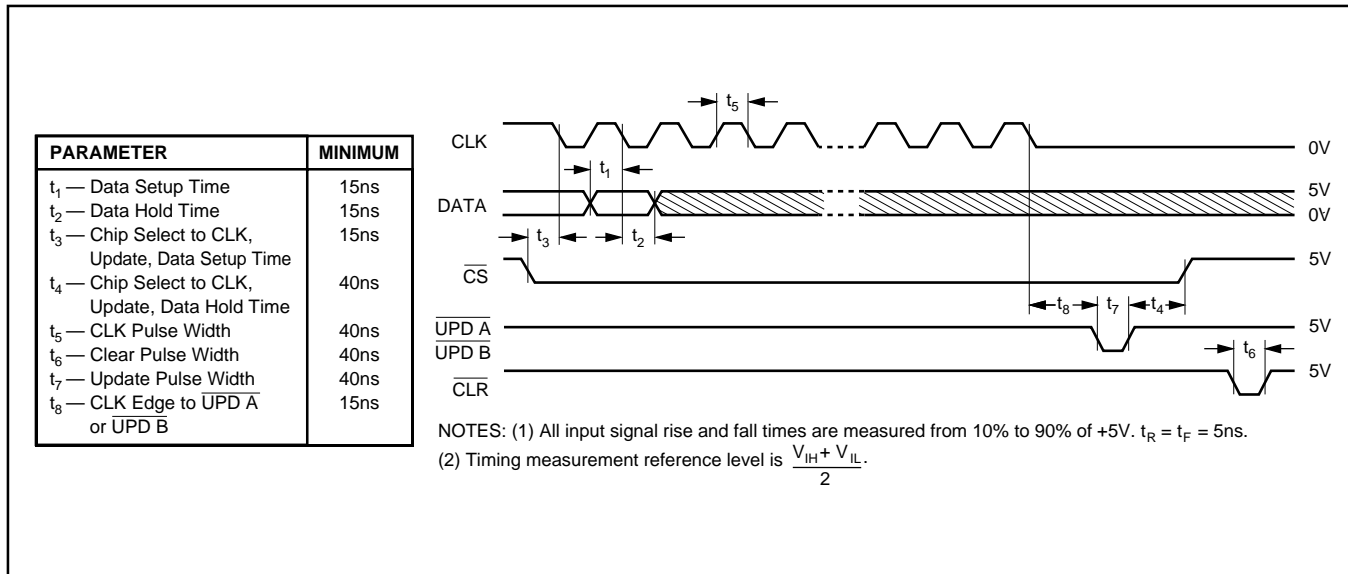 PARAMETER MINIMUM
t1 — Data Setup Time 15ns
t2 — Data Hold Time 15ns
t3 — Chip Select to CLK, 15ns
Update, Data Setup Time
t4 — Chip Select to CLK, 40ns
Update, Data Hold Time
t5 — CLK Pulse Width 40ns
t6 — Clear Pulse Width 40ns
t7 — Update Pulse Width 40ns
t8 — CLK Edge to UPD A 15ns
or UPD B
t5
CLK 0V
t1
DATA 5V
0V
t3 t2
CS 5V
t8 t7 t4
UPD A 5V
UPD B
t6
CLR 5V
NOTES: (1) All input signal rise and fall times are measured from 10% to 90% of +5V. tR = tF = 5ns.
(2) Timing measurement reference level is (VIH + VIL)/2.